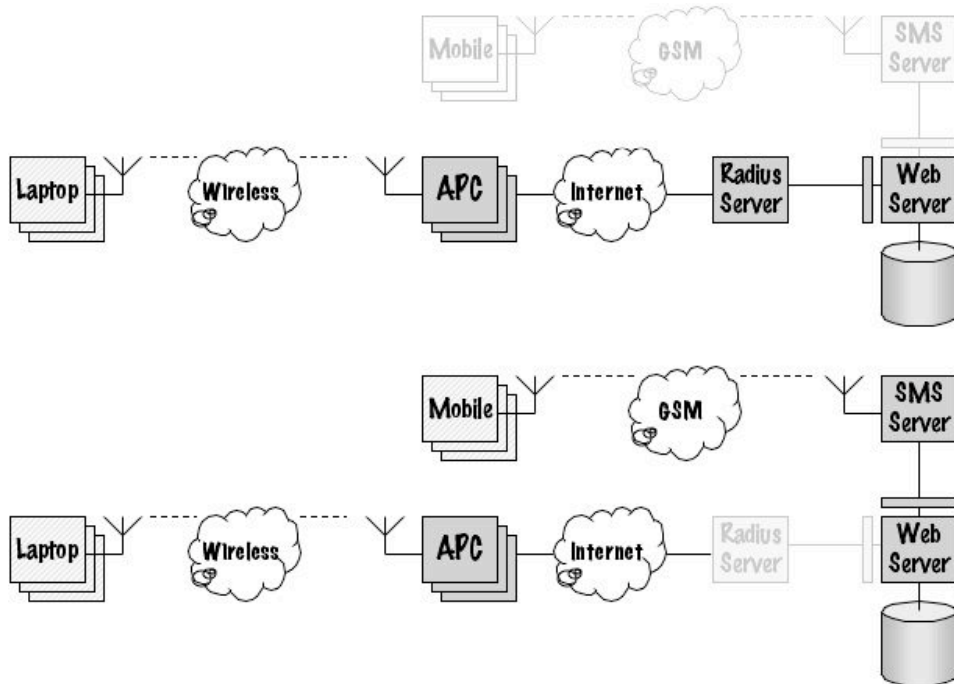 Mobile
GSM
SMS
Server
Laptop
Wireless
APC
Internet
Radius
Server
Web
Server
Mobile
GSM
SMS
Server
Laptop
Wireless
APC
Internet
Radius
Server
Web
Server